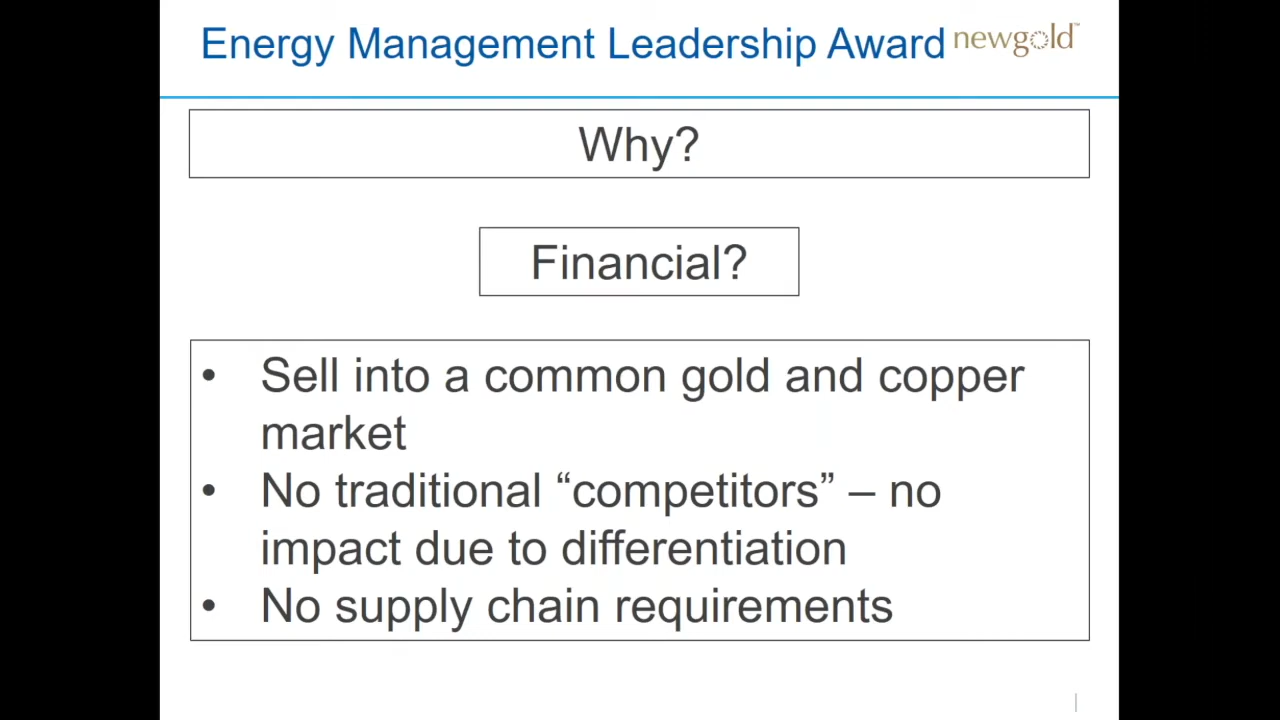 Energy Management Leadership Award newgold™
Why?
Financial?
• Sell into a common gold and copper
market
• No traditional “competitors” – no
impact due to differentiation
• No supply chain requirements